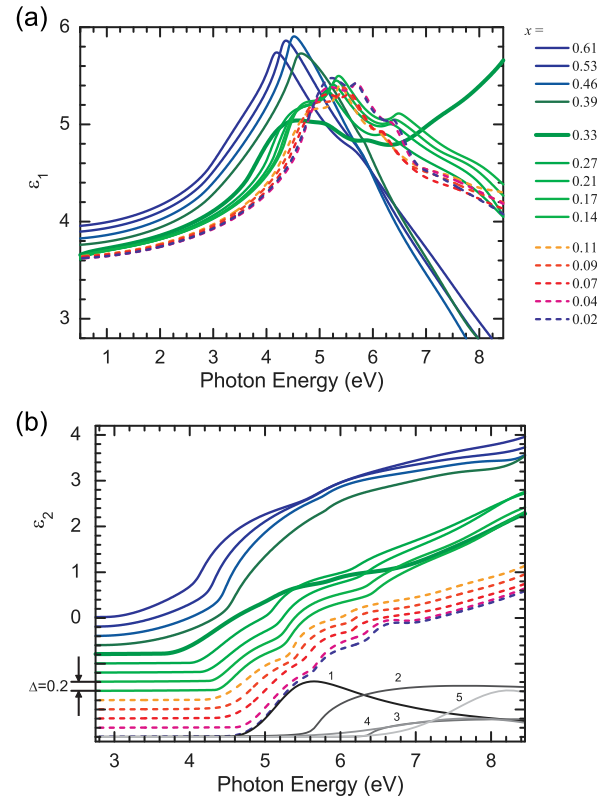 (a)
6
5
4
3
ε1
1 2 3 4 5 6 7 8
Photon Energy (eV)
x =
0.61
0.53
0.46
0.39
0.33
0.27
0.21
0.17
0.14
0.11
0.09
0.07
0.04
0.02
(b)
4
3
2
1
0
ε2
Δ=0.2
1
2
5
4
3
3 4 5 6 7 8
Photon Energy (eV)